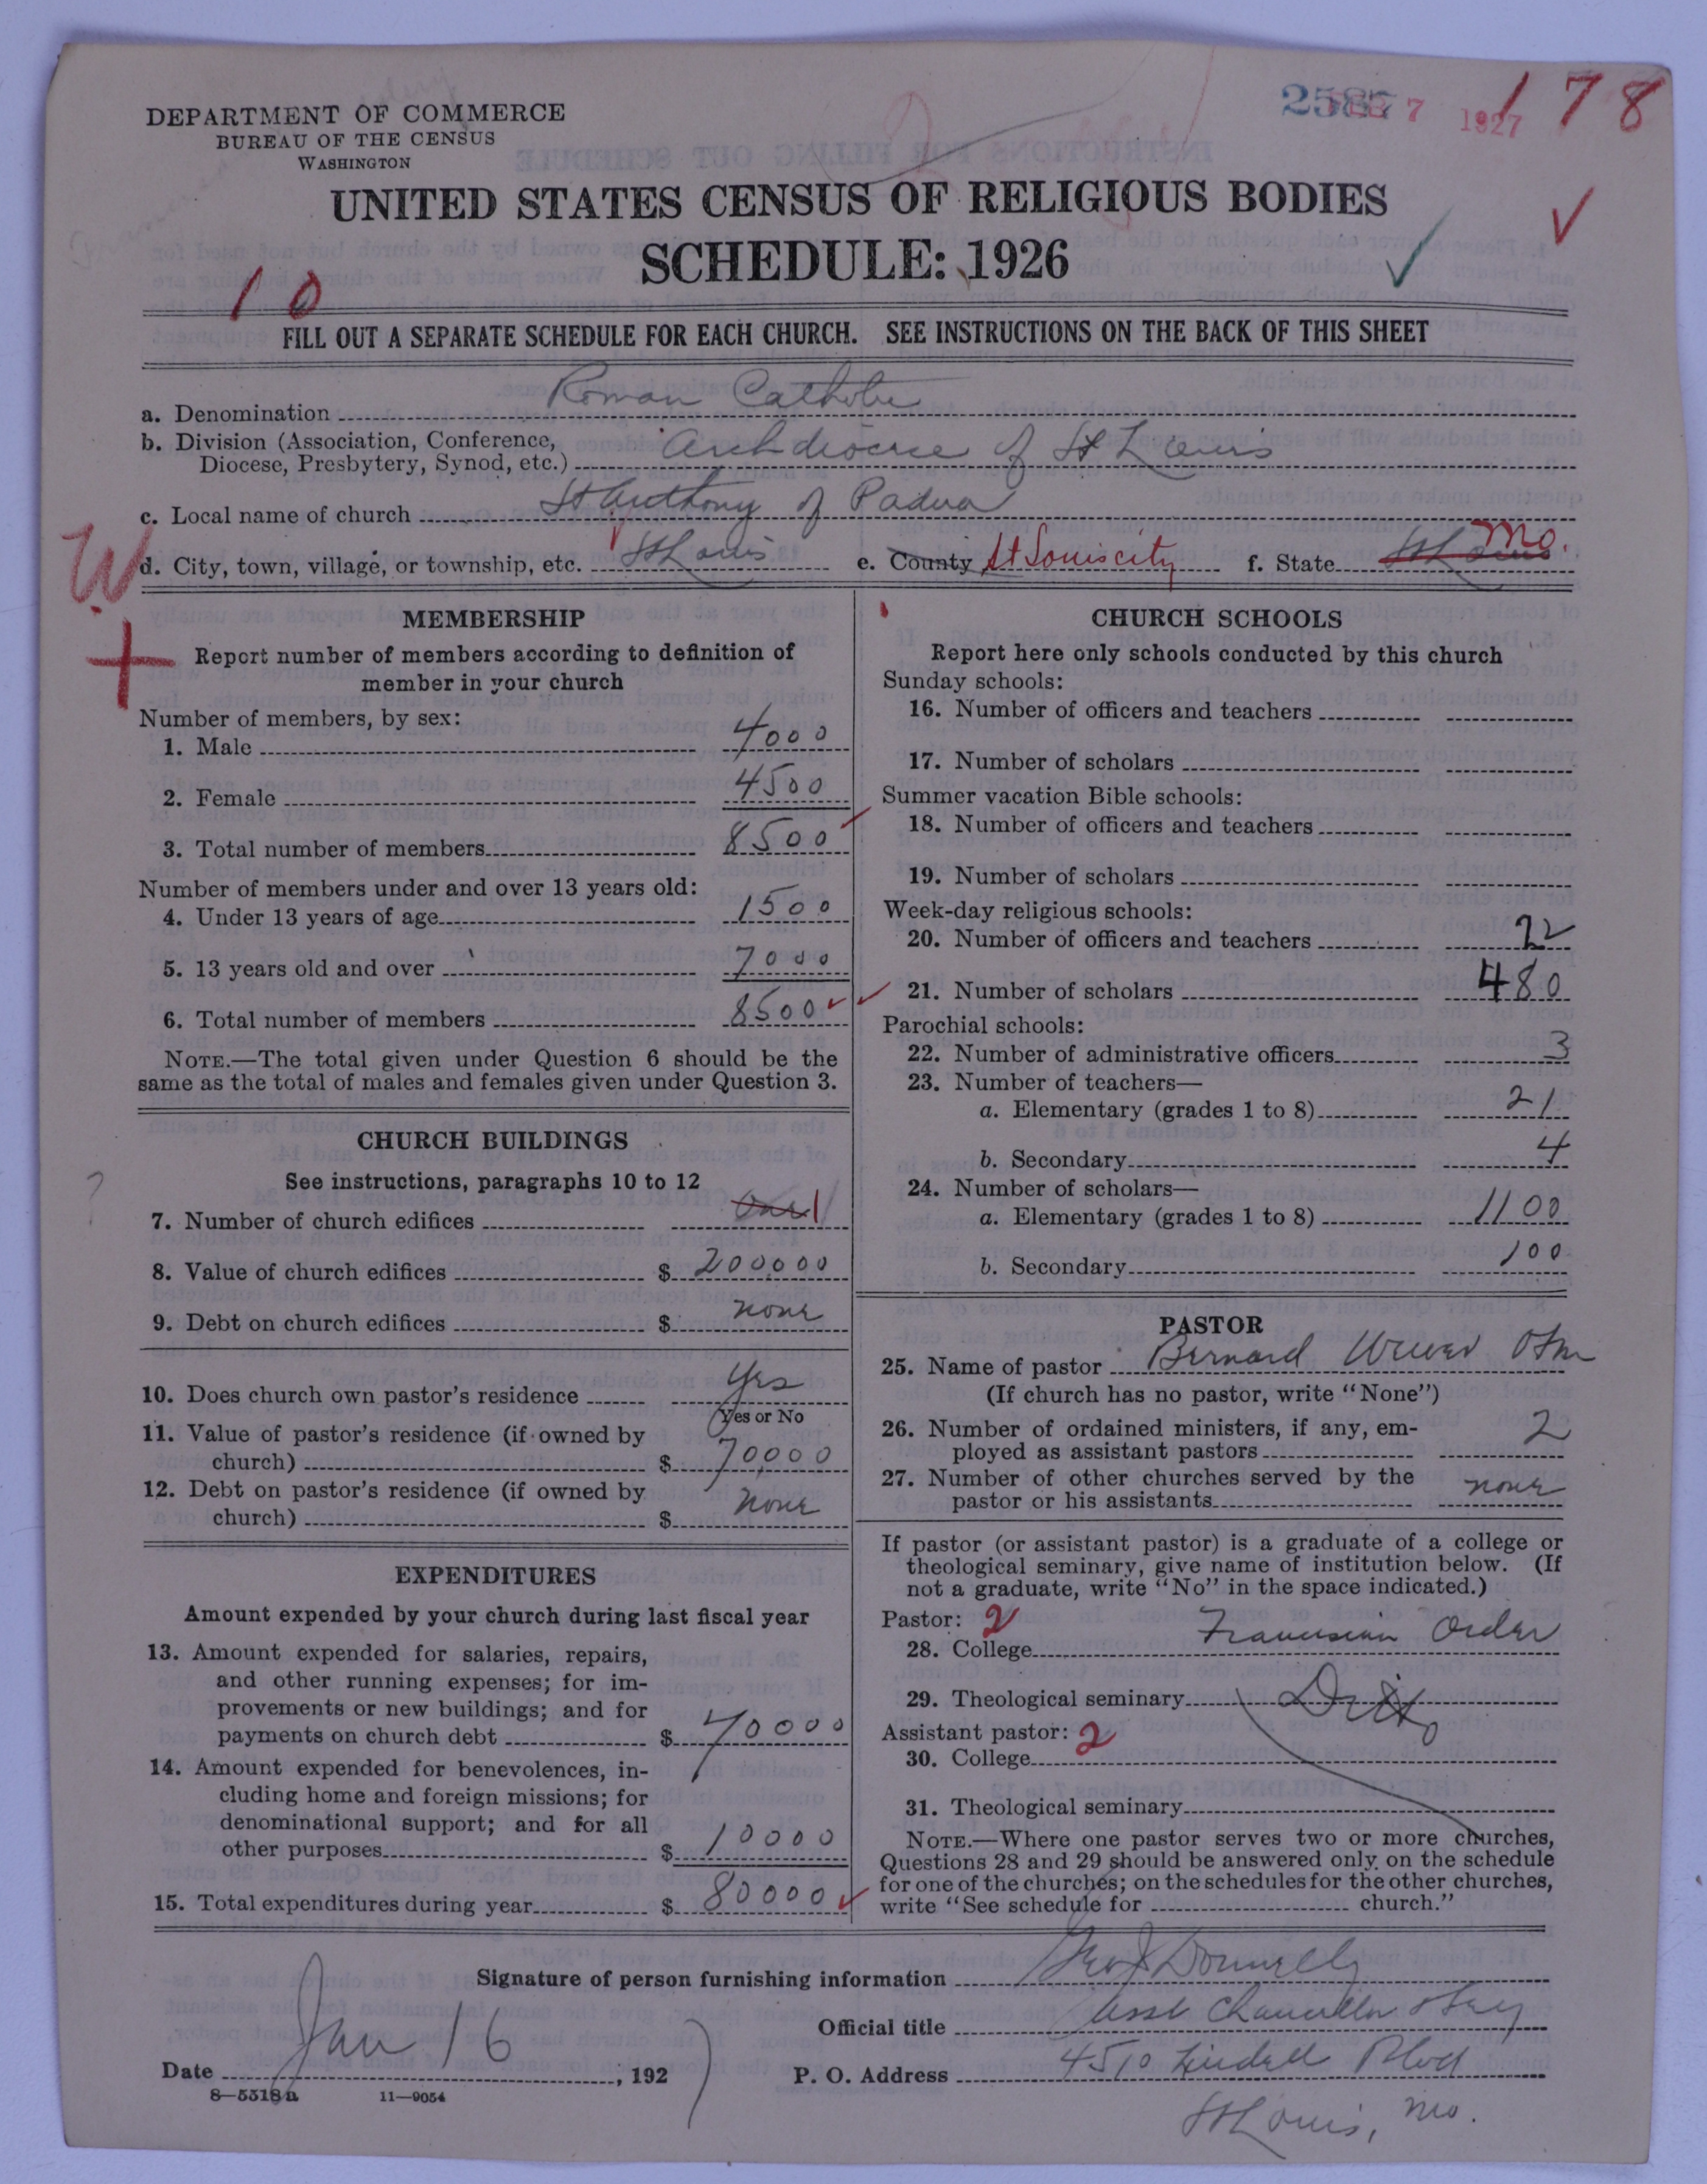 178
1927
DEPARTMENT OF COMMERCE
BUREAU OF THE CENSUS
WASHINGTON
UNITED STATES CENSUS OF RELIGIOUS BODIES
SCHEDULE: 1926
10
FILL OUT A SEPARATE SCHEDULE FOR EACH CHURCH. SEE INSTRUCTIONS ON THE BACK OF THIS SHEET
a. Denomination Roman Catholic
b. Division (Association, Conference,
Diocese, Presbytery, Synod, etc.) Archdiocese of St Louis
c. Local name of church St Anthony of Padua
W
d. City, town, village, or township, etc. St Louis e. County St Louis city f. State St Louis Mo.
MEMBERSHIP
Report number of members according to definition of
member in your church
Number of members, by sex:
1. Male 4000
2. Female 4500
3. Total number of members 8500
Number of members under and over 13 years old:
4. Under 13 years of age 1500
5. 13 years old and over 7000
6. Total number of members 8500
NOTE.—The total given under Question 6 should be the
same as the total of males and females given under Question 3.
CHURCH BUILDINGS
See instructions, paragraphs 10 to 12
7. Number of church edifices One 1
8. Value of church edifices $ 200,000
9. Debt on church edifices $ none
10. Does church own pastor's residence Yes
Yes or No
11. Value of pastor's residence (if owned by
church) $ 70,000
12. Debt on pastor's residence (if owned by
church) $ none
EXPENDITURES
Amount expended by your church during last fiscal year
13. Amount expended for salaries, repairs,
and other running expenses; for im-
provements or new buildings; and for
payments on church debt $ 70000
14. Amount expended for benevolences, in-
cluding home and foreign missions; for
denominational support; and for all
other purposes $ 10000
15. Total expenditures during year $ 80000
CHURCH SCHOOLS
Report here only schools conducted by this church
Sunday schools:
16. Number of officers and teachers
17. Number of scholars
Summer vacation Bible schools:
18. Number of officers and teachers
19. Number of scholars
Week-day religious schools:
20. Number of officers and teachers 22
21. Number of scholars 480
Parochial schools:
22. Number of administrative officers 3
23. Number of teachers—
a. Elementary (grades 1 to 8) 21
b. Secondary 4
24. Number of scholars—
a. Elementary (grades 1 to 8) 1100
b. Secondary 100
PASTOR
25. Name of pastor Bernard Wewer Ofm
(If church has no pastor, write "None")
26. Number of ordained ministers, if any, em-
ployed as assistant pastors 2
27. Number of other churches served by the
pastor or his assistants none
If pastor (or assistant pastor) is a graduate of a college or
theological seminary, give name of institution below. (If
not a graduate, write "No" in the space indicated.)
Pastor: 2
28. College Franciscan Order
29. Theological seminary Ditto
Assistant pastor: 2
30. College
31. Theological seminary
NOTE.—Where one pastor serves two or more churches,
Questions 28 and 29 should be answered only on the schedule
for one of the churches; on the schedules for the other churches,
write "See schedule for church."
Signature of person furnishing information Geo J Donnelly
Official title Asst Chancellor
Date Jan 16, 1927 P. O. Address 4510 Lindell Blvd
8—5518 a 11—9054
St Louis, Mo.